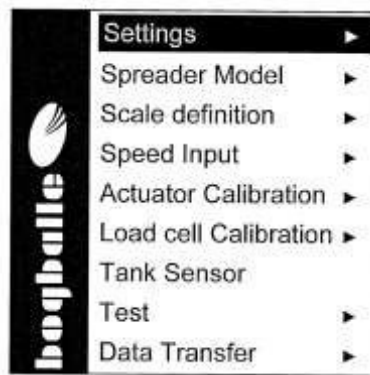 Settings
Spreader Model
Scale definition
Speed Input
Actuator Calibration
Load cell Calibration
Tank Sensor
Test
Data Transfer
bogballe